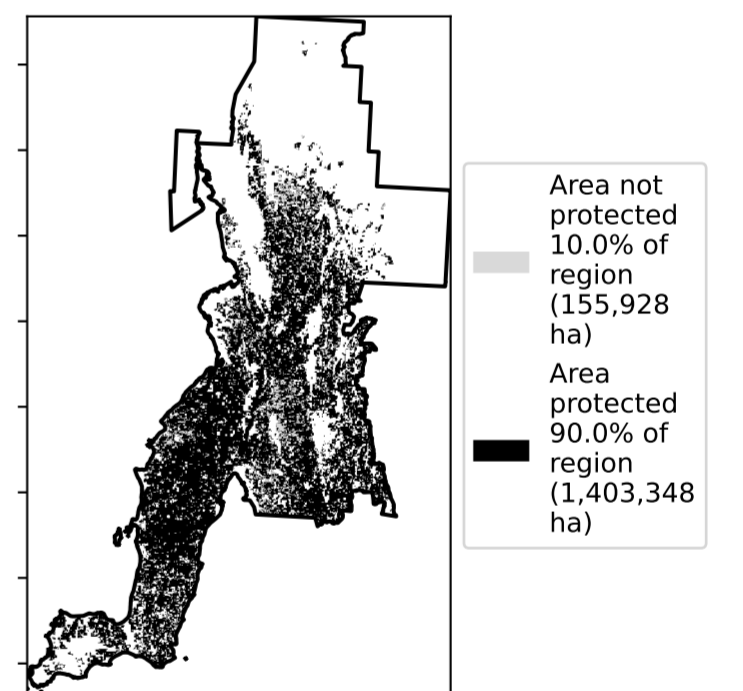 Area not
protected
10.0% of
region
(155,928
ha)
Area
protected
90.0% of
region
(1,403,348
ha)